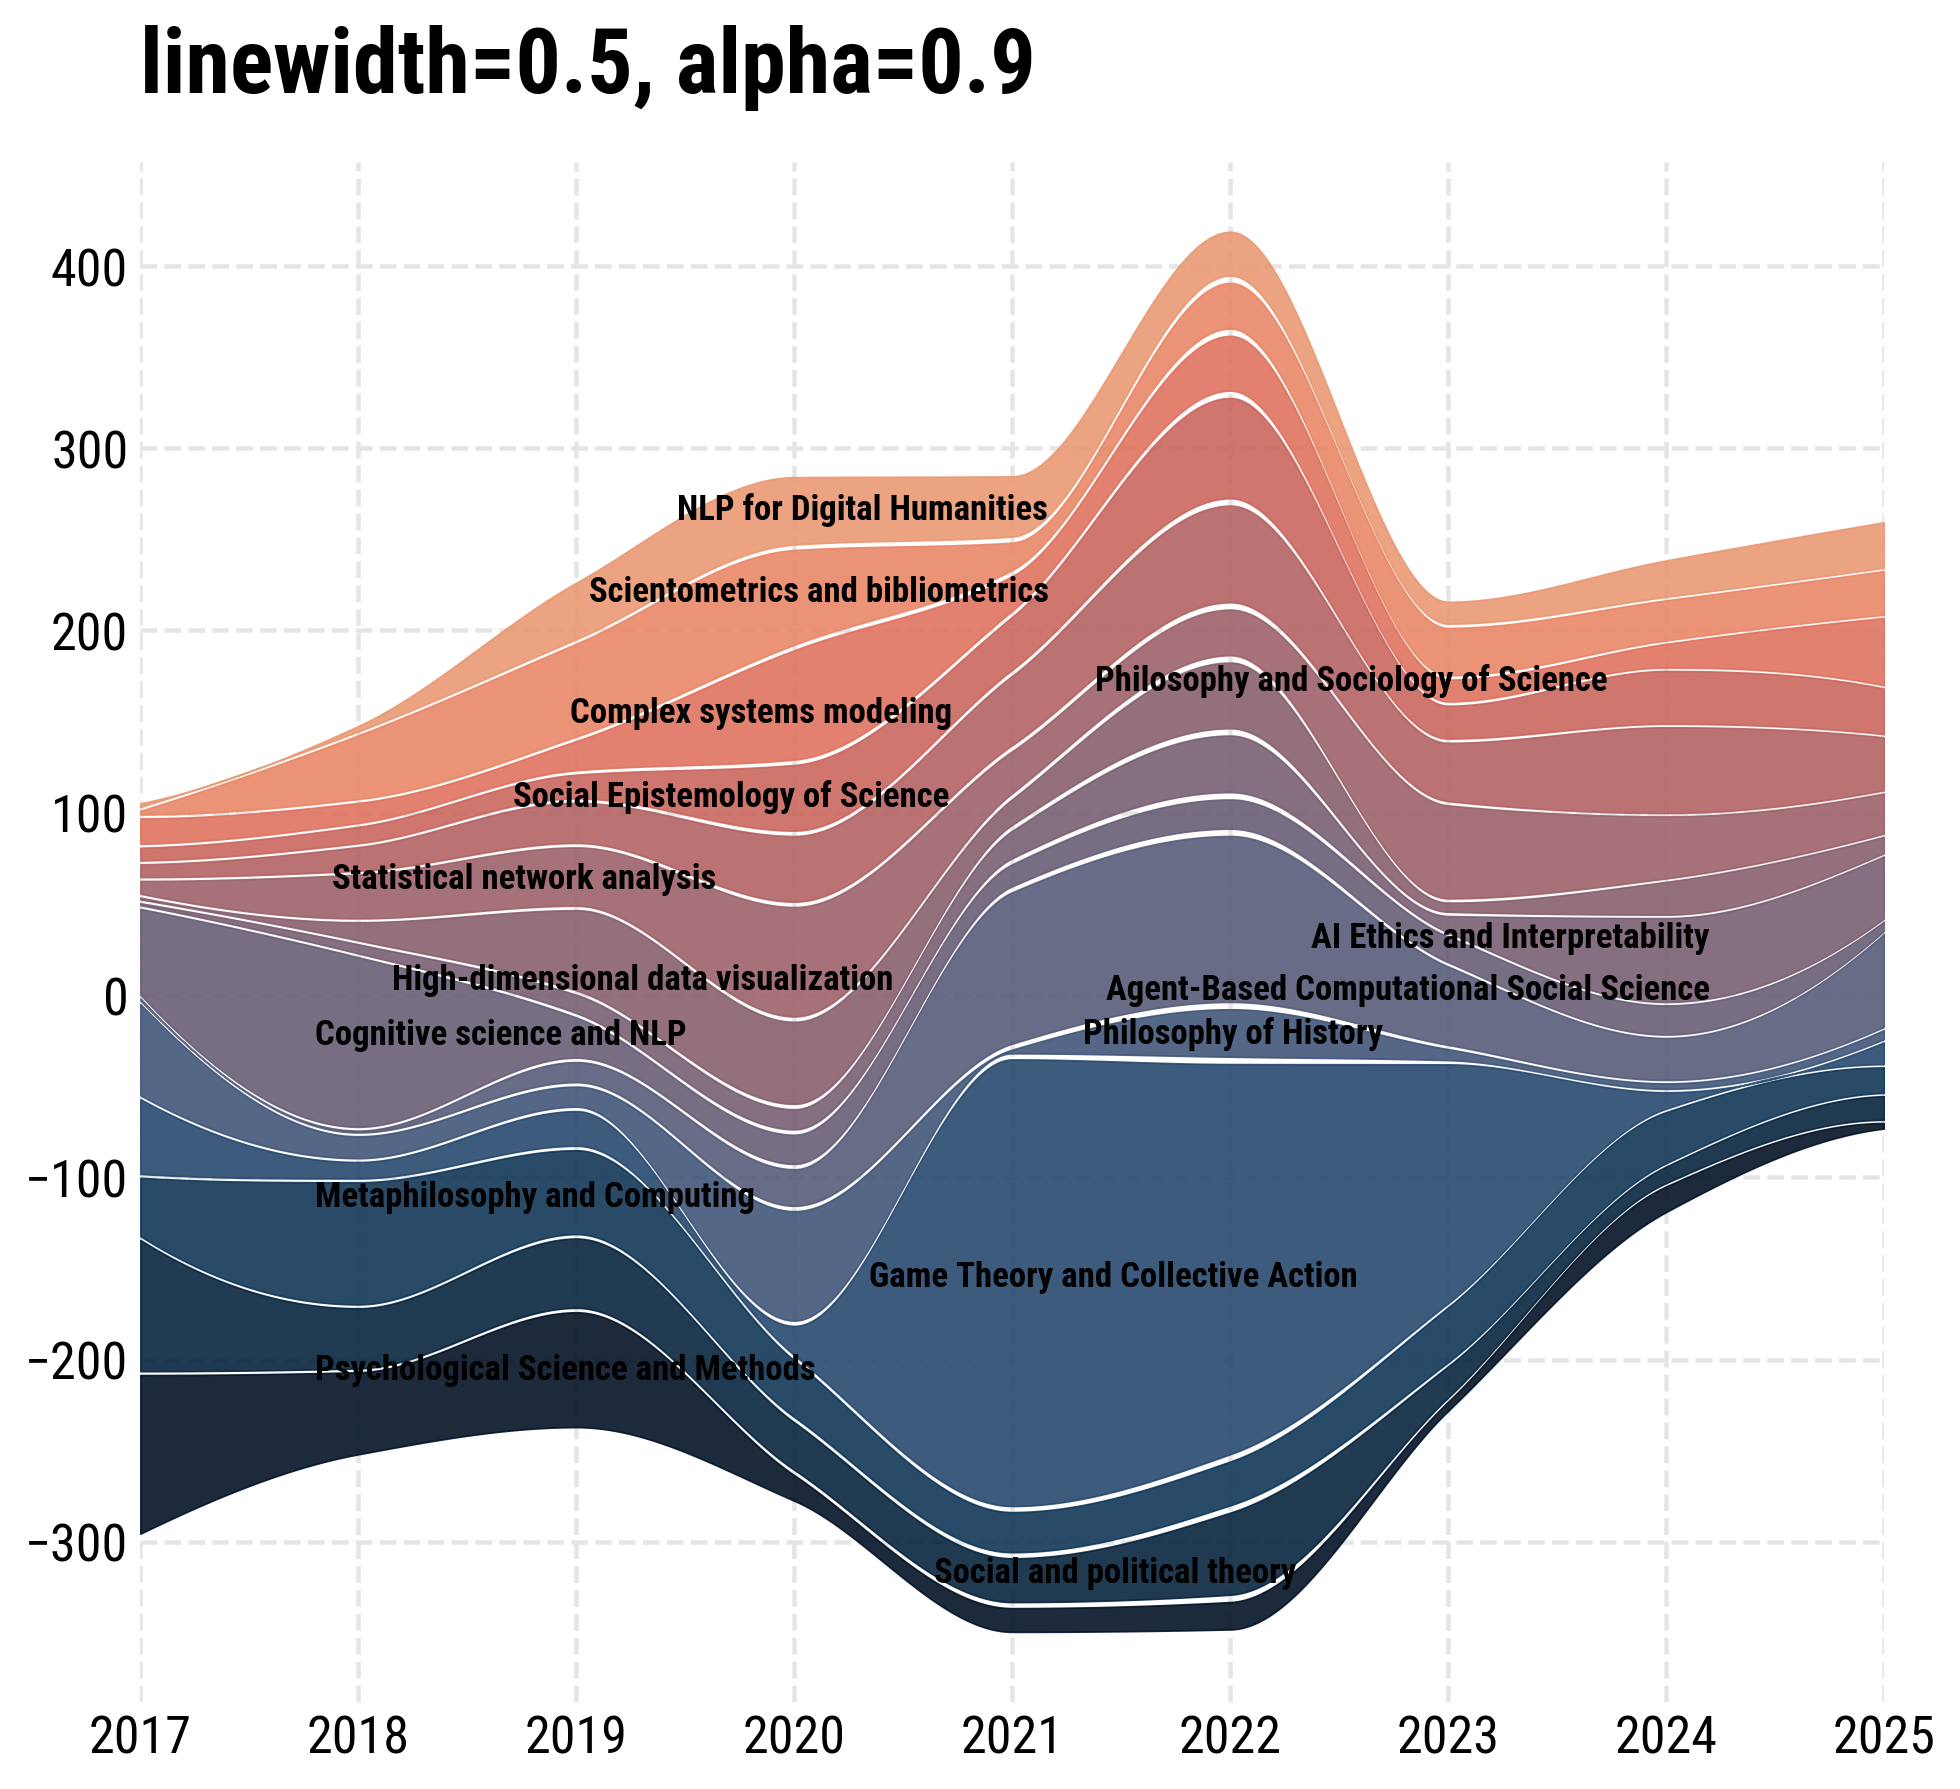 linewidth=0.5, alpha=0.9
400
300
200
100
0
−100
−200
−300
NLP for Digital Humanities
Scientometrics and bibliometrics
Philosophy and Sociology of Science
Complex systems modeling
Social Epistemology of Science
Statistical network analysis
AI Ethics and Interpretability
High-dimensional data visualization
Agent-Based Computational Social Science
Cognitive science and NLP
Philosophy of History
Metaphilosophy and Computing
Game Theory and Collective Action
Psychological Science and Methods
Social and political theory
2017 2018 2019 2020 2021 2022 2023 2024 2025